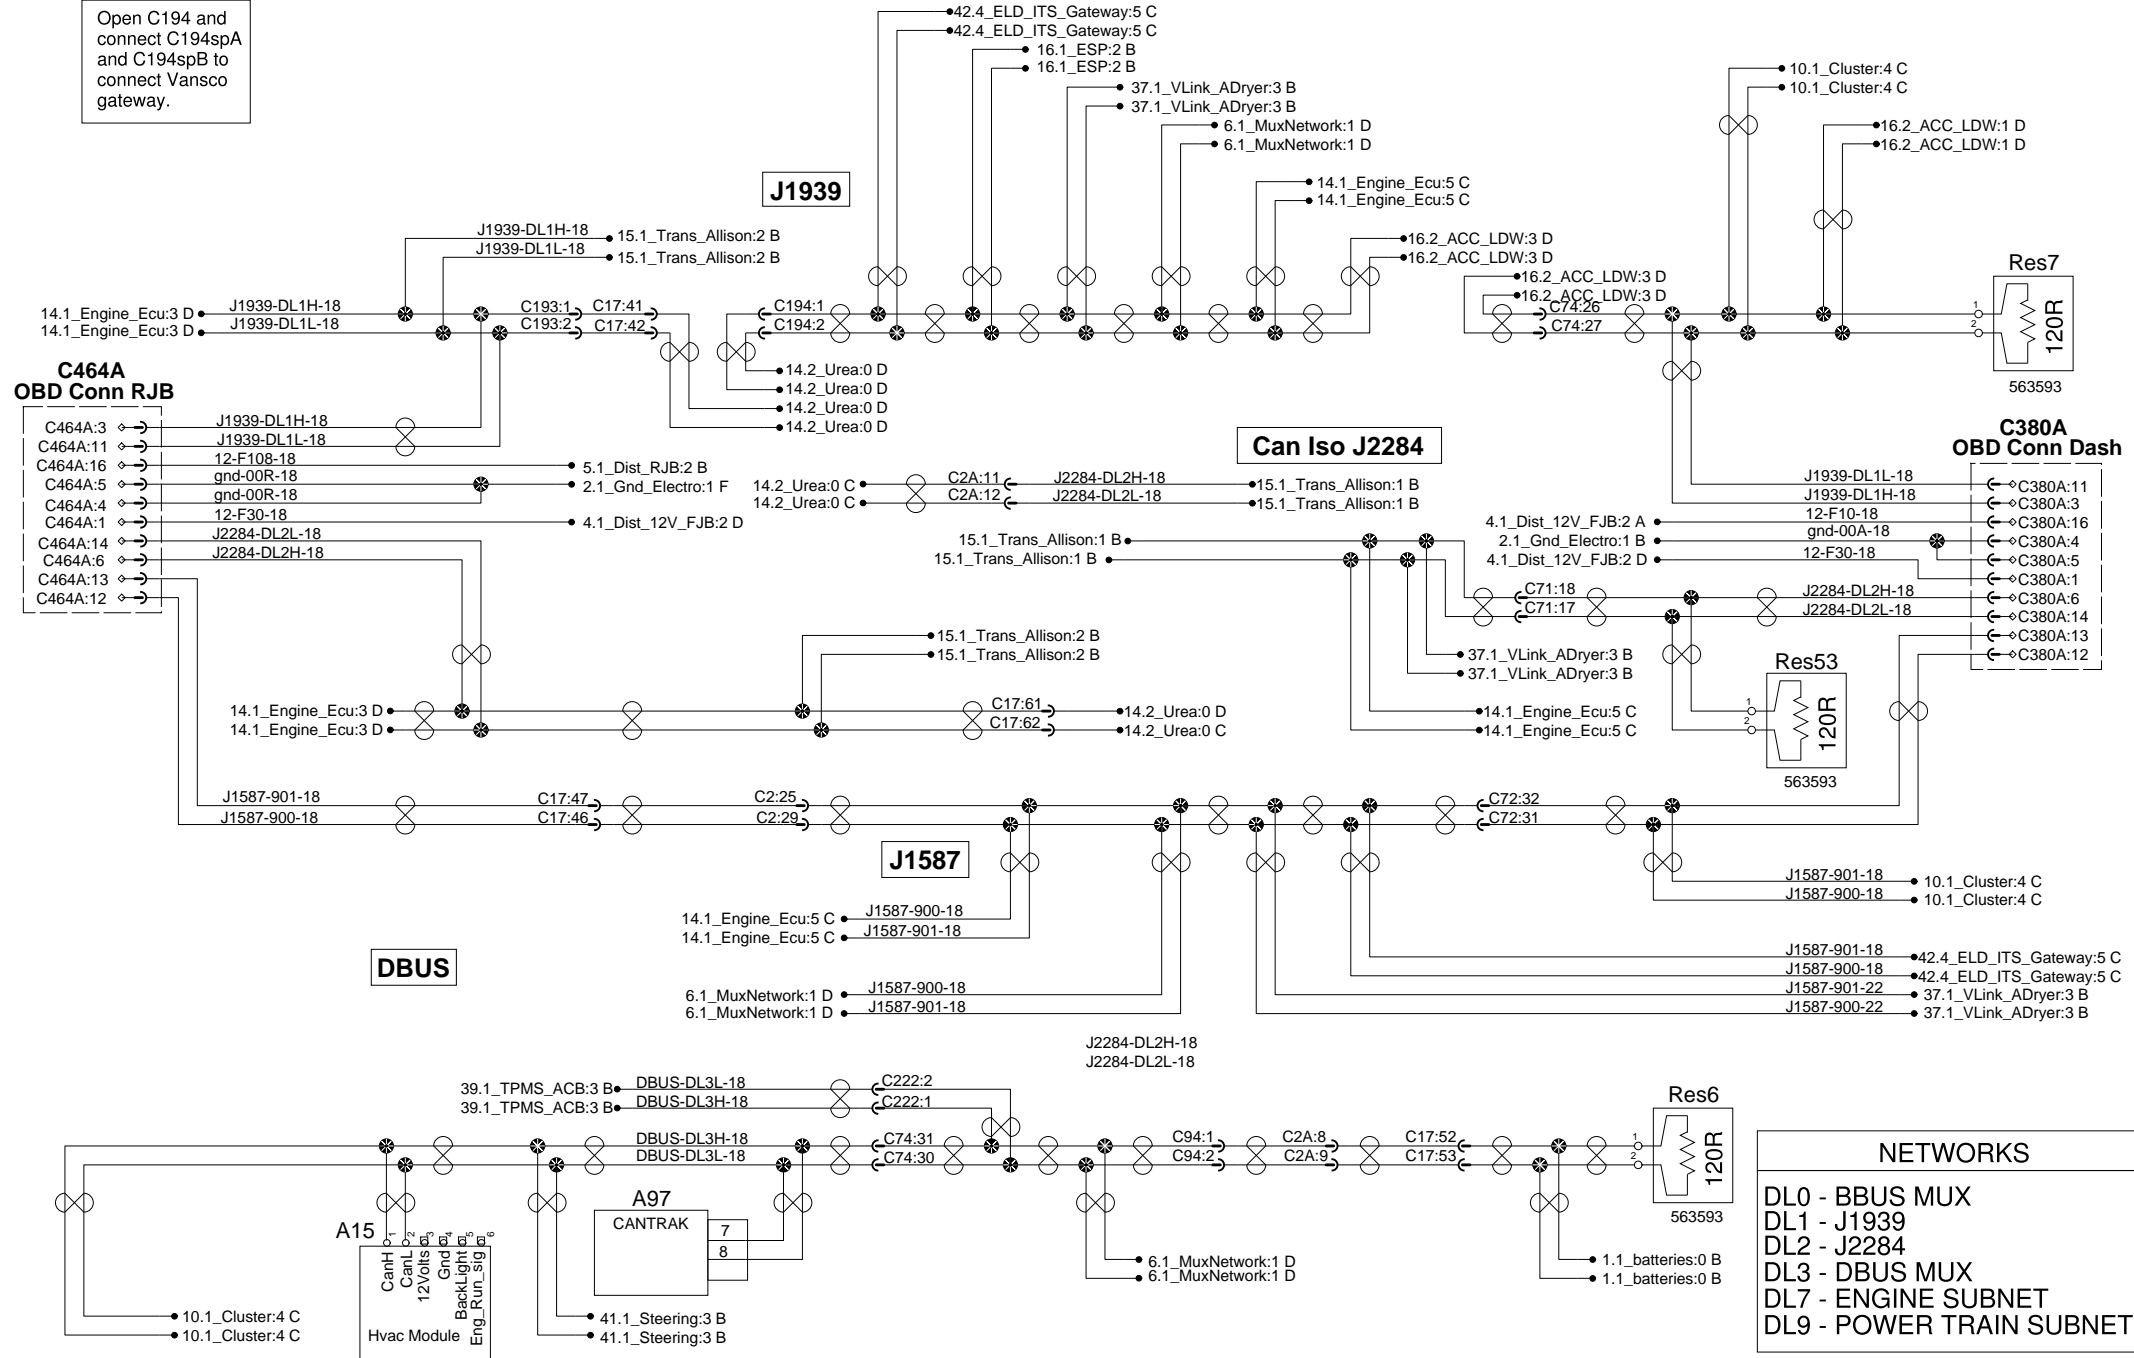 Open C194 and
connect C194spA
and C194spB to
connect Vansco
gateway.
42.4_ELD_ITS_Gateway:5 C
42.4_ELD_ITS_Gateway:5 C
16.1_ESP:2 B
16.1_ESP:2 B
37.1_VLink_ADryer:3 B
37.1_VLink_ADryer:3 B
6.1_MuxNetwork:1 D
6.1_MuxNetwork:1 D
14.1_Engine_Ecu:5 C
14.1_Engine_Ecu:5 C
10.1_Cluster:4 C
10.1_Cluster:4 C
16.2_ACC_LDW:1 D
16.2_ACC_LDW:1 D
J1939
J1939-DL1H-18 15.1_Trans_Allison:2 B
J1939-DL1L-18 15.1_Trans_Allison:2 B
16.2_ACC_LDW:3 D
16.2_ACC_LDW:3 D
16.2_ACC_LDW:3 D
16.2_ACC_LDW:3 D
14.1_Engine_Ecu:3 D J1939-DL1H-18 C193:1 C17:41 C194:1 C74:26
14.1_Engine_Ecu:3 D J1939-DL1L-18 C193:2 C17:42 C194:2 C74:27
Res7
1
2
120R
563593
14.2_Urea:0 D
14.2_Urea:0 D
14.2_Urea:0 D
14.2_Urea:0 D
C464A
OBD Conn RJB
C464A:3 J1939-DL1H-18
C464A:11 J1939-DL1L-18
C464A:16 12-F108-18 5.1_Dist_RJB:2 B
C464A:5 gnd-00R-18 2.1_Gnd_Electro:1 F
C464A:4 gnd-00R-18
C464A:1 12-F30-18 4.1_Dist_12V_FJB:2 D
C464A:14 J2284-DL2L-18
C464A:6 J2284-DL2H-18
C464A:13
C464A:12
Can Iso J2284
14.2_Urea:0 C C2A:11 J2284-DL2H-18 15.1_Trans_Allison:1 B
14.2_Urea:0 C C2A:12 J2284-DL2L-18 15.1_Trans_Allison:1 B
15.1_Trans_Allison:1 B
15.1_Trans_Allison:1 B
C380A
OBD Conn Dash
J1939-DL1L-18 C380A:11
J1939-DL1H-18 C380A:3
4.1_Dist_12V_FJB:2 A 12-F10-18 C380A:16
2.1_Gnd_Electro:1 B gnd-00A-18 C380A:4
4.1_Dist_12V_FJB:2 D 12-F30-18 C380A:5
C380A:1
C71:18 J2284-DL2H-18 C380A:6
C71:17 J2284-DL2L-18 C380A:14
C380A:13
C380A:12
15.1_Trans_Allison:2 B
15.1_Trans_Allison:2 B
37.1_VLink_ADryer:3 B
37.1_VLink_ADryer:3 B
Res53
1
2
120R
563593
14.1_Engine_Ecu:3 D C17:61 14.2_Urea:0 D
14.1_Engine_Ecu:3 D C17:62 14.2_Urea:0 C
14.1_Engine_Ecu:5 C
14.1_Engine_Ecu:5 C
J1587-901-18 C17:47 C2:25 C72:32
J1587-900-18 C17:46 C2:29 C72:31
J1587
J1587-901-18 10.1_Cluster:4 C
J1587-900-18 10.1_Cluster:4 C
14.1_Engine_Ecu:5 C J1587-900-18
14.1_Engine_Ecu:5 C J1587-901-18
DBUS
J1587-901-18 42.4_ELD_ITS_Gateway:5 C
J1587-900-18 42.4_ELD_ITS_Gateway:5 C
6.1_MuxNetwork:1 D J1587-900-18 J1587-901-22 37.1_VLink_ADryer:3 B
6.1_MuxNetwork:1 D J1587-901-18 J1587-900-22 37.1_VLink_ADryer:3 B
J2284-DL2H-18
J2284-DL2L-18
39.1_TPMS_ACB:3 B DBUS-DL3L-18 C222:2
39.1_TPMS_ACB:3 B DBUS-DL3H-18 C222:1
DBUS-DL3H-18 C74:31 C94:1 C2A:8 C17:52
DBUS-DL3L-18 C74:30 C94:2 C2A:9 C17:53
Res6
1
2
120R
563593
A15
1 2 3 4 5 6
CanH
CanL
12Volts
Gnd
BackLight
Eng_Run_sig
Hvac Module
A97
CANTRAK
7
8
6.1_MuxNetwork:1 D
6.1_MuxNetwork:1 D
1.1_batteries:0 B
1.1_batteries:0 B
10.1_Cluster:4 C
10.1_Cluster:4 C
41.1_Steering:3 B
41.1_Steering:3 B
NETWORKS
DL0 - BBUS MUX
DL1 - J1939
DL2 - J2284
DL3 - DBUS MUX
DL7 - ENGINE SUBNET
DL9 - POWER TRAIN SUBNET